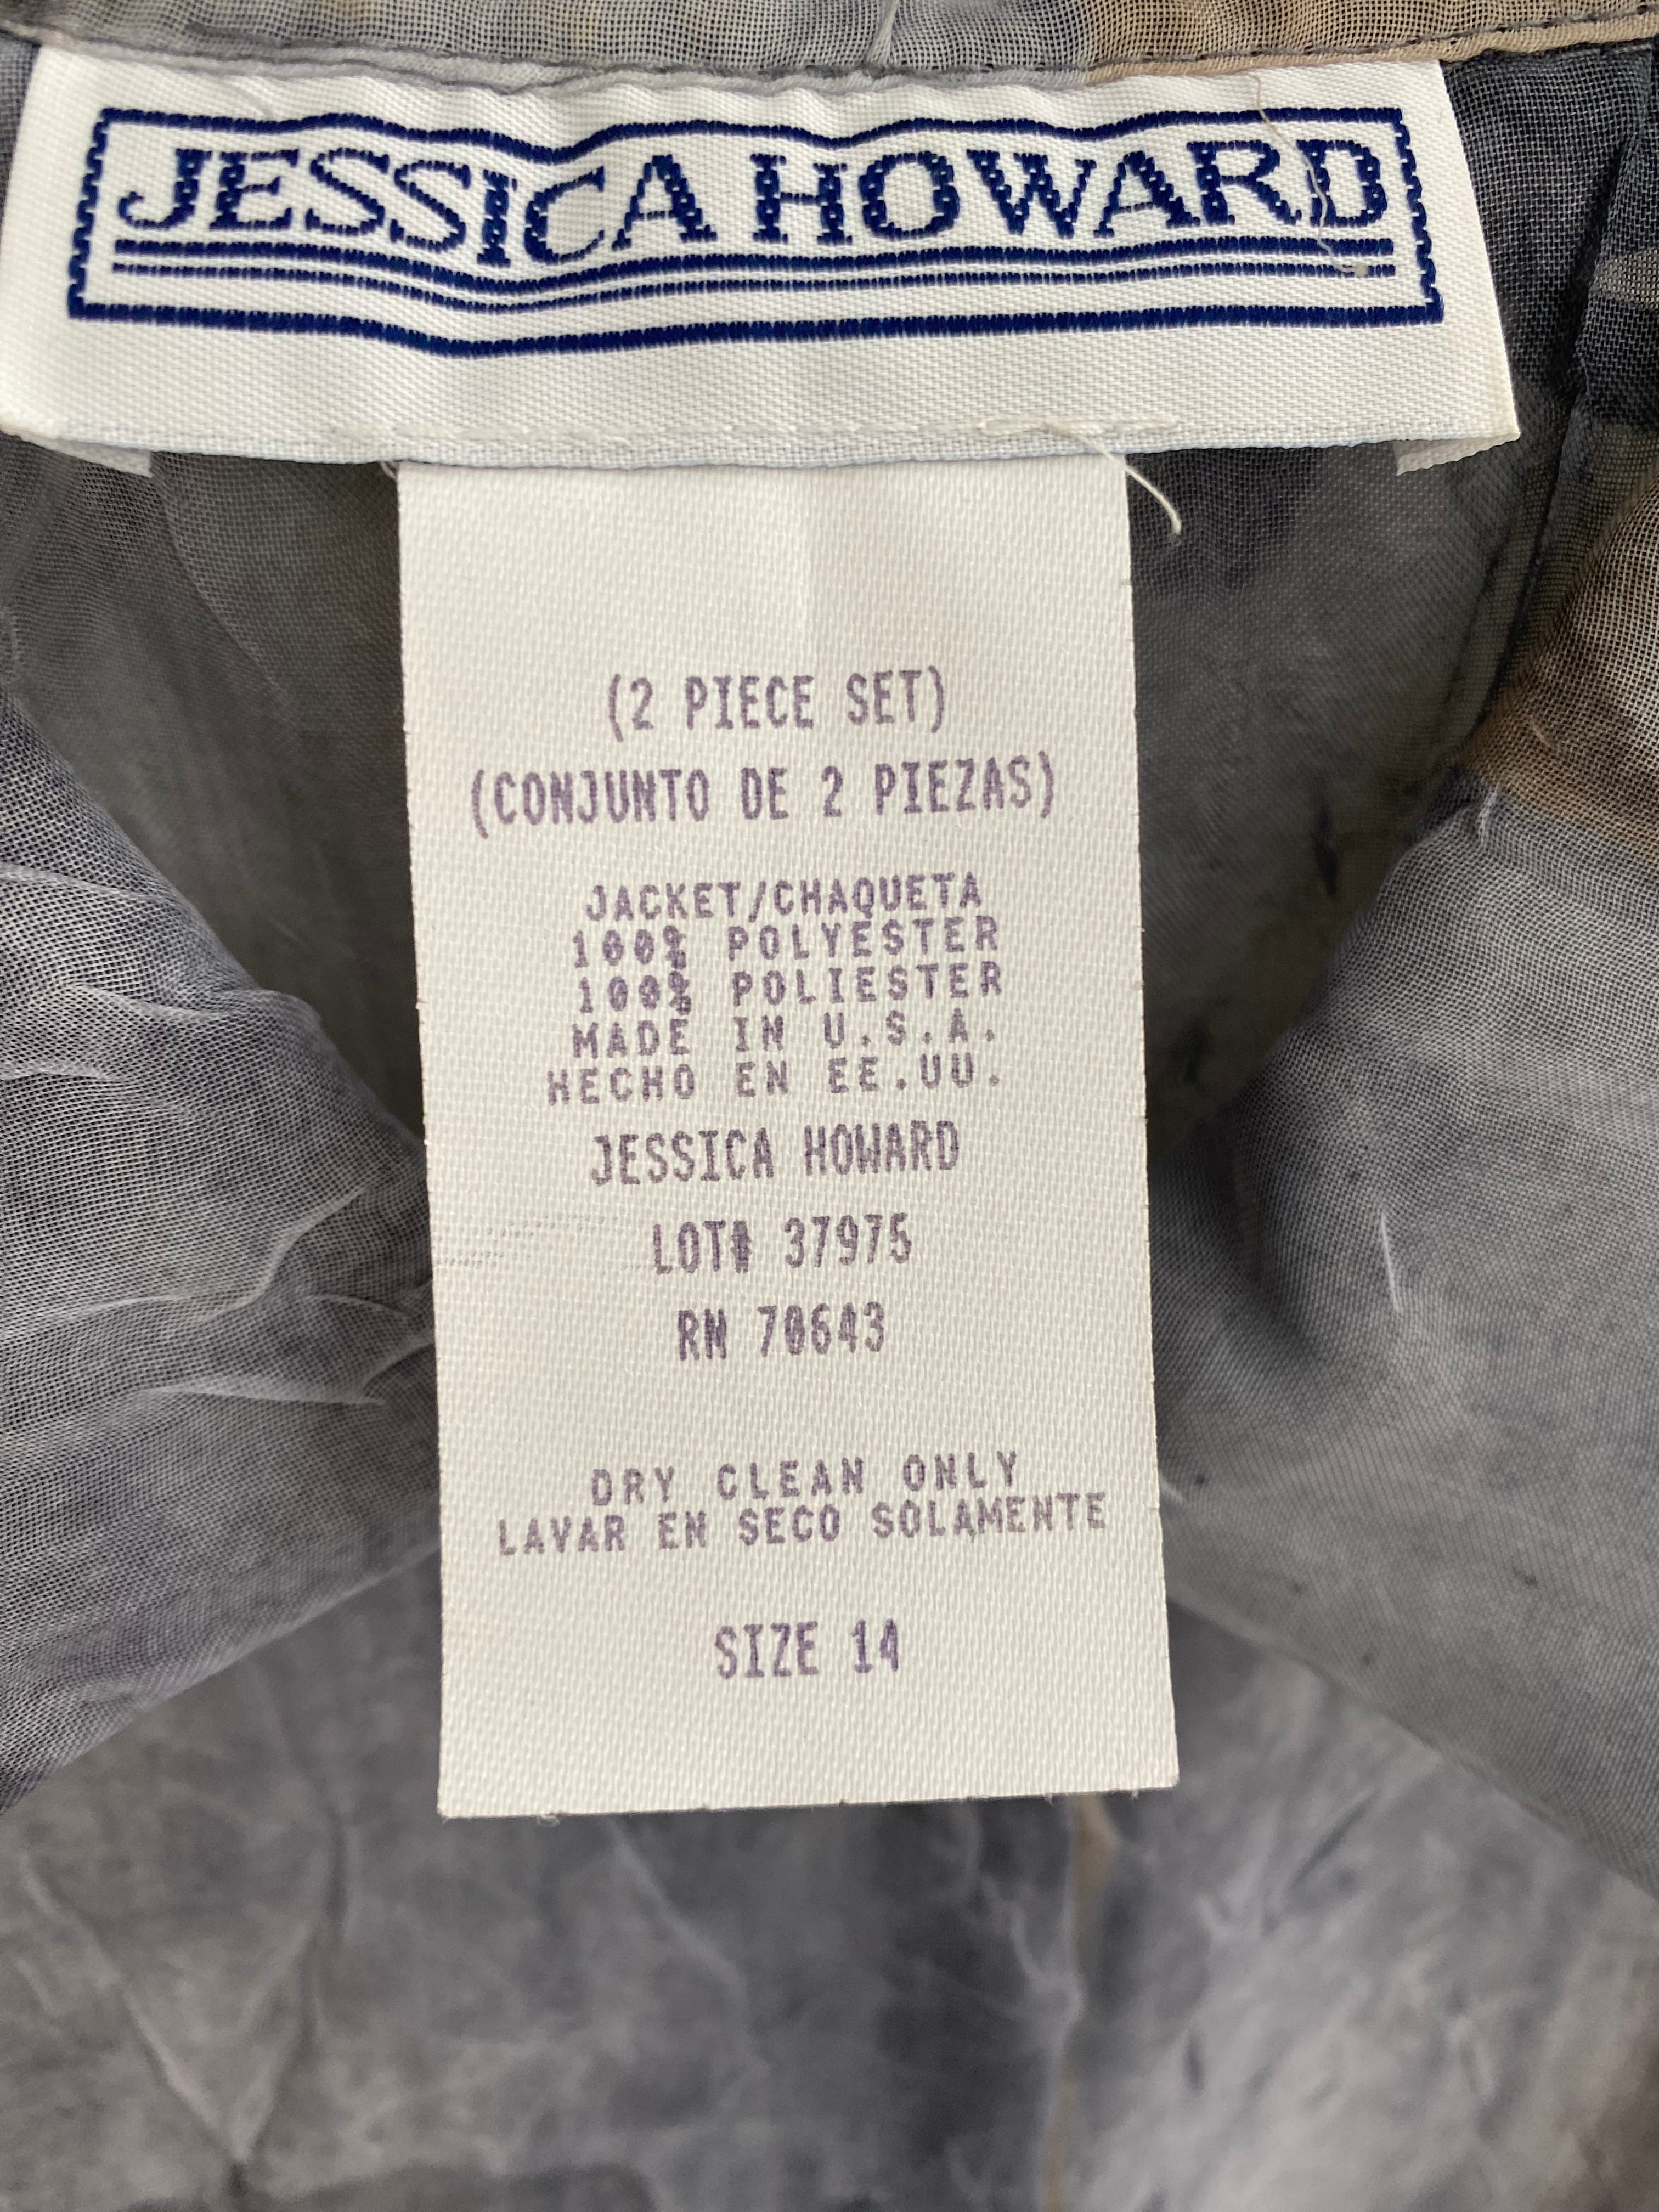 JESSICA HOWARD
(2 PIECE SET)
(CONJUNTO DE 2 PIEZAS)
JACKET/CHAQUETA
100% POLYESTER
100% POLIESTER
MADE IN U.S.A.
HECHO EN EE.UU.
JESSICA HOWARD
LOT# 37975
RN 70643
DRY CLEAN ONLY
LAVAR EN SECO SOLAMENTE
SIZE 14